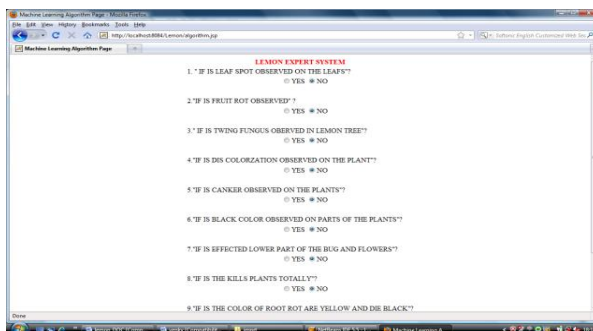 Machine Learning Algorithm Page - Mozilla Firefox
File Edit View History Bookmarks Tools Help
http://localhost:8084/Lemon/algorithm.jsp
Machine Learning Algorithm Page
LEMON EXPERT SYSTEM
1. " IF IS LEAF SPOT OBSERVED ON THE LEAFS"?
YES NO
2."IF IS FRUIT ROT OBSERVED" ?
YES NO
3." IF IS TWING FUNGUS OBERVED IN LEMON TREE"?
YES NO
4."IF IS DIS COLORZATION OBSERVED ON THE PLANT"?
YES NO
5."IF IS CANKER OBSERVED ON THE PLANTS"?
YES NO
6."IF IS BLACK COLOR OBSERVED ON PARTS OF THE PLANTS"?
YES NO
7."IF IS EFFECTED LOWER PART OF THE BUG AND FLOWERS"?
YES NO
8."IF IS THE KILLS PLANTS TOTALLY"?
YES NO
9."IF IS THE COLOR OF ROOT ROT ARE YELLOW AND DIE BLACK"?
Done